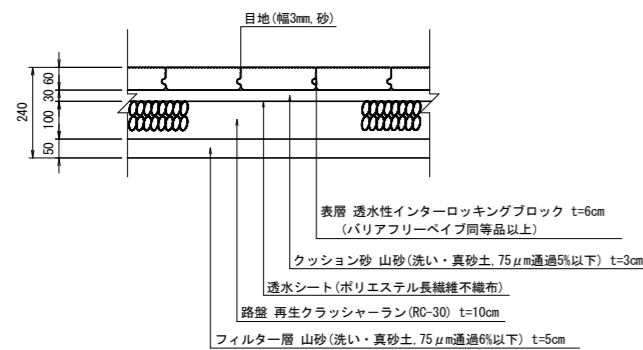 目地(幅3mm,砂)
60
30
240
100
50
表層 透水性インターロッキングブロック t=6cm
(バリアフリーペイブ同等品以上)
クッション砂 山砂(洗い・真砂土,75μm通過5%以下) t=3cm
透水シート(ポリエステル長繊維不織布)
路盤 再生クラッシャーラン(RC-30) t=10cm
フィルター層 山砂(洗い・真砂土,75μm通過6%以下) t=5cm